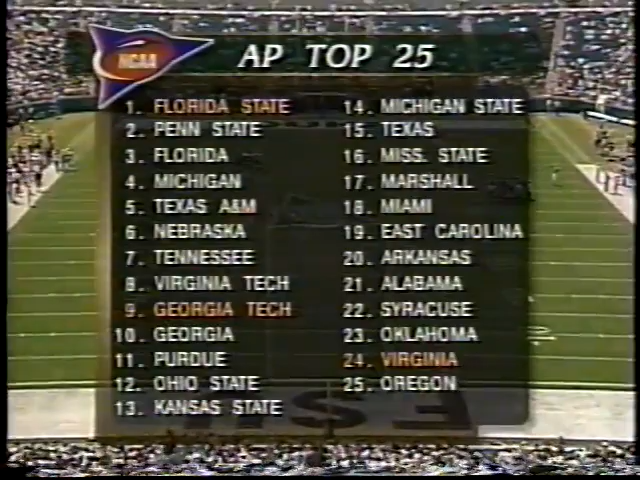 NCAA
AP TOP 25
1. FLORIDA STATE
2. PENN STATE
3. FLORIDA
4. MICHIGAN
5. TEXAS A&M
6. NEBRASKA
7. TENNESSEE
8. VIRGINIA TECH
9. GEORGIA TECH
10. GEORGIA
11. PURDUE
12. OHIO STATE
13. KANSAS STATE
14. MICHIGAN STATE
15. TEXAS
16. MISS. STATE
17. MARSHALL
18. MIAMI
19. EAST CAROLINA
20. ARKANSAS
21. ALABAMA
22. SYRACUSE
23. OKLAHOMA
24. VIRGINIA
25. OREGON